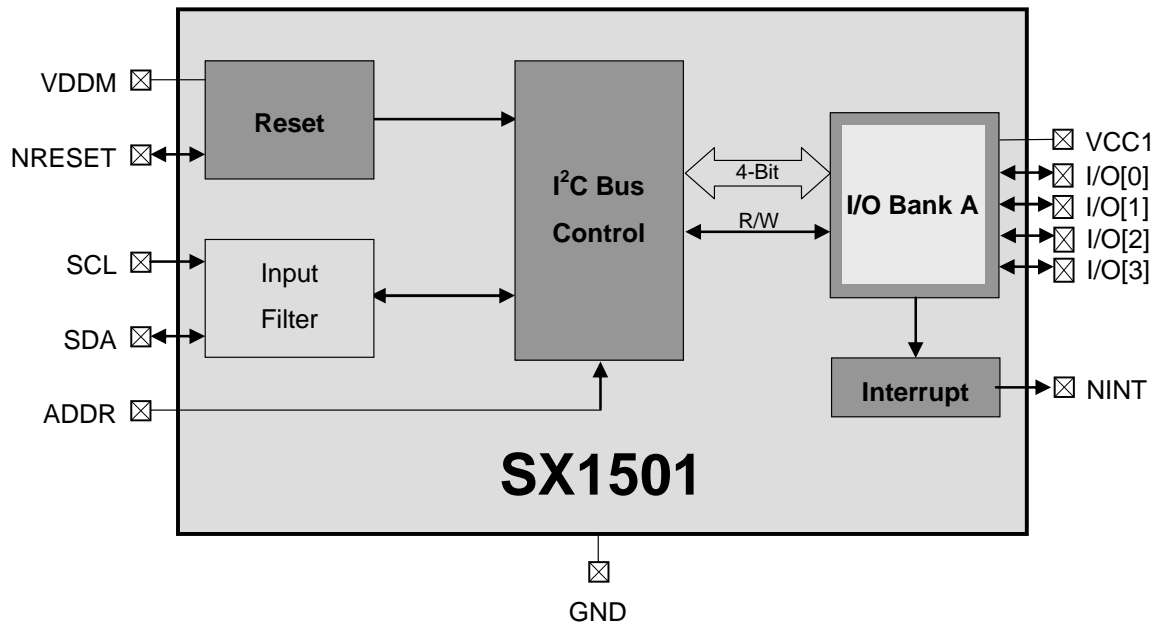 VDDM
NRESET
SCL
SDA
ADDR
Reset
Input
Filter
I²C Bus
Control
4-Bit
R/W
I/O Bank A
Interrupt
VCC1
I/O[0]
I/O[1]
I/O[2]
I/O[3]
NINT
SX1501
GND